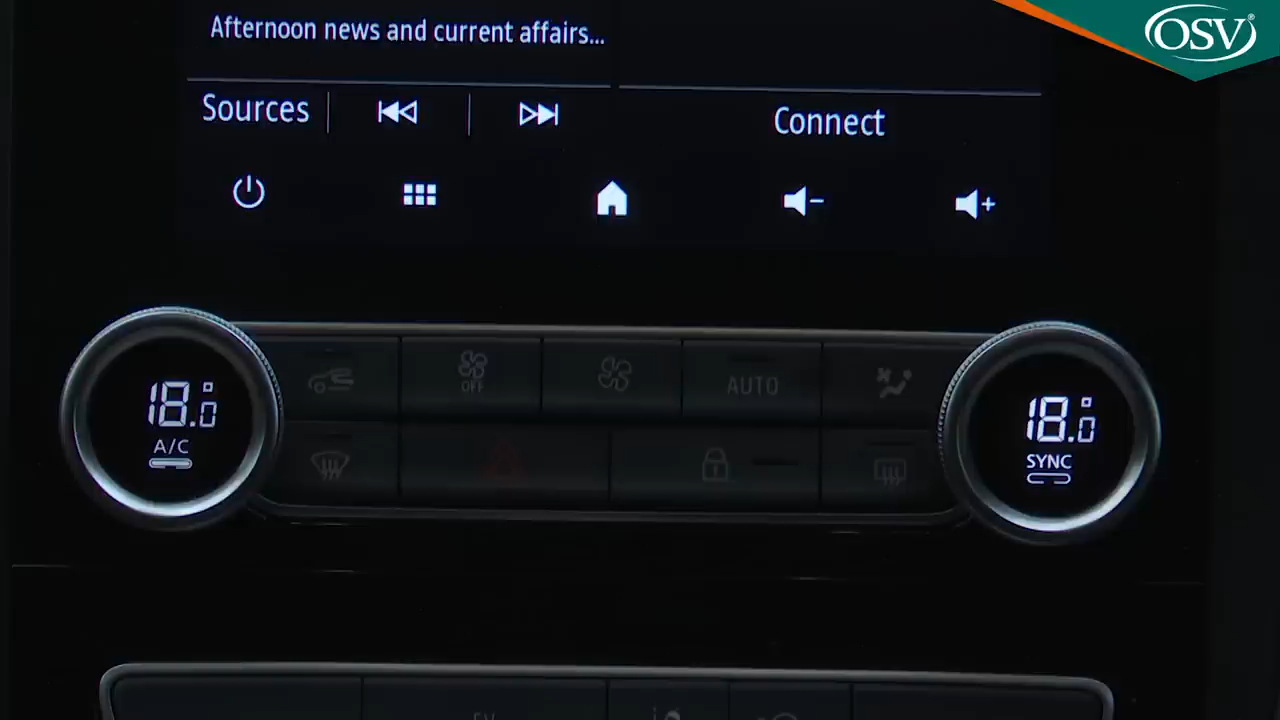 Afternoon news and current affairs...
OSV®
Sources
Connect
OFF
AUTO
18.0°
A/C
18.0°
SYNC